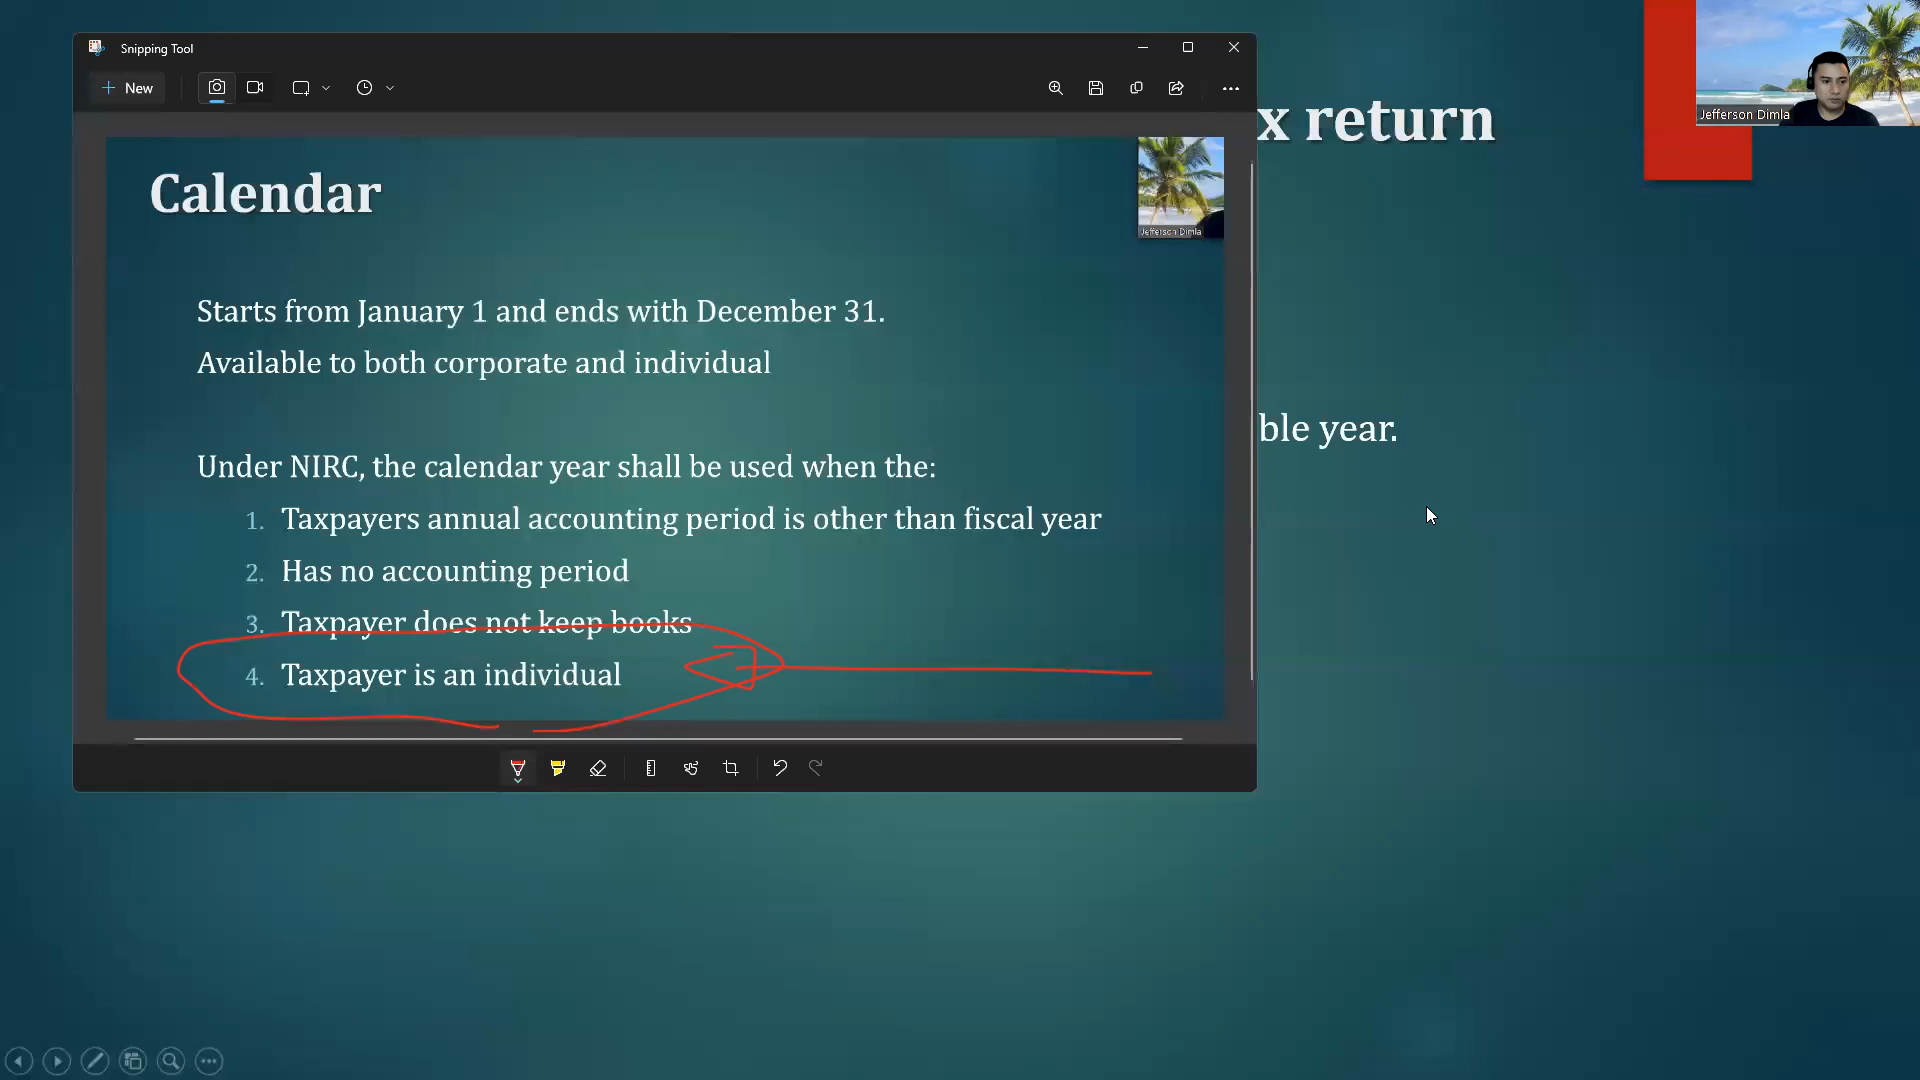 Snipping Tool
New
x return
Jefferson Dimla
Calendar
Jefferson Dimla
Starts from January 1 and ends with December 31.
Available to both corporate and individual
ble year.
Under NIRC, the calendar year shall be used when the:
1. Taxpayers annual accounting period is other than fiscal year
2. Has no accounting period
3. Taxpayer does not keep books
4. Taxpayer is an individual